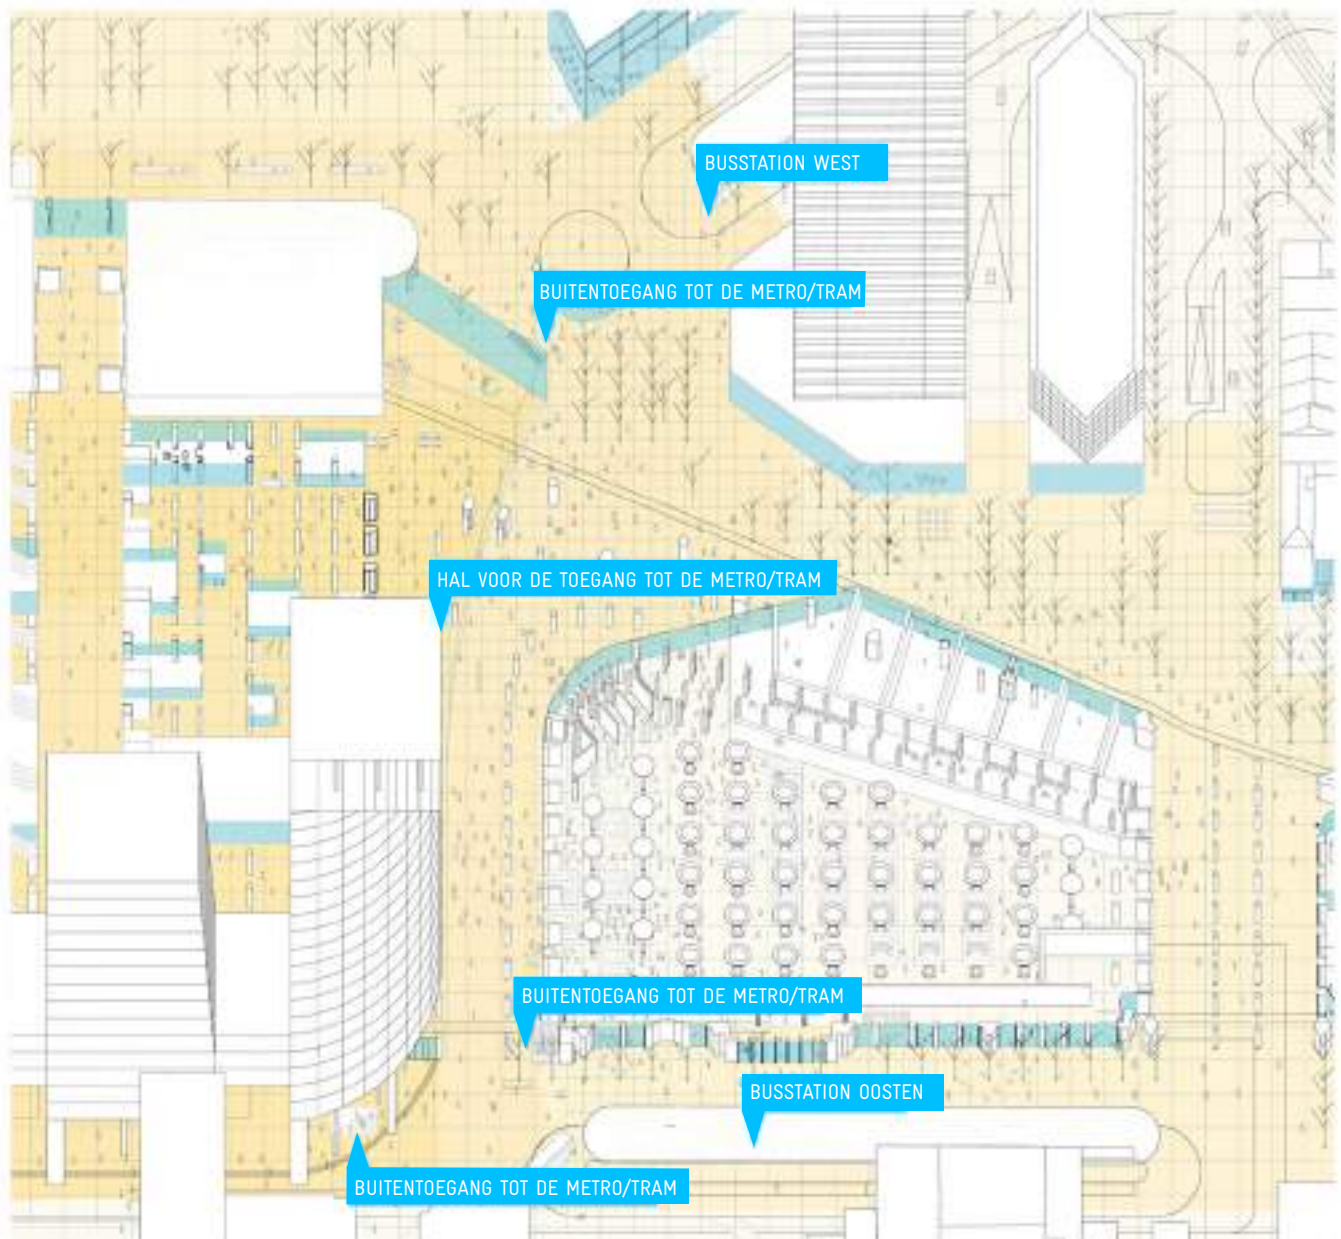 BUSSTATION WEST
BUITENTOEGANG TOT DE METRO/TRAM
HAL VOOR DE TOEGANG TOT DE METRO/TRAM
BUITENTOEGANG TOT DE METRO/TRAM
BUSSTATION OOSTEN
BUITENTOEGANG TOT DE METRO/TRAM